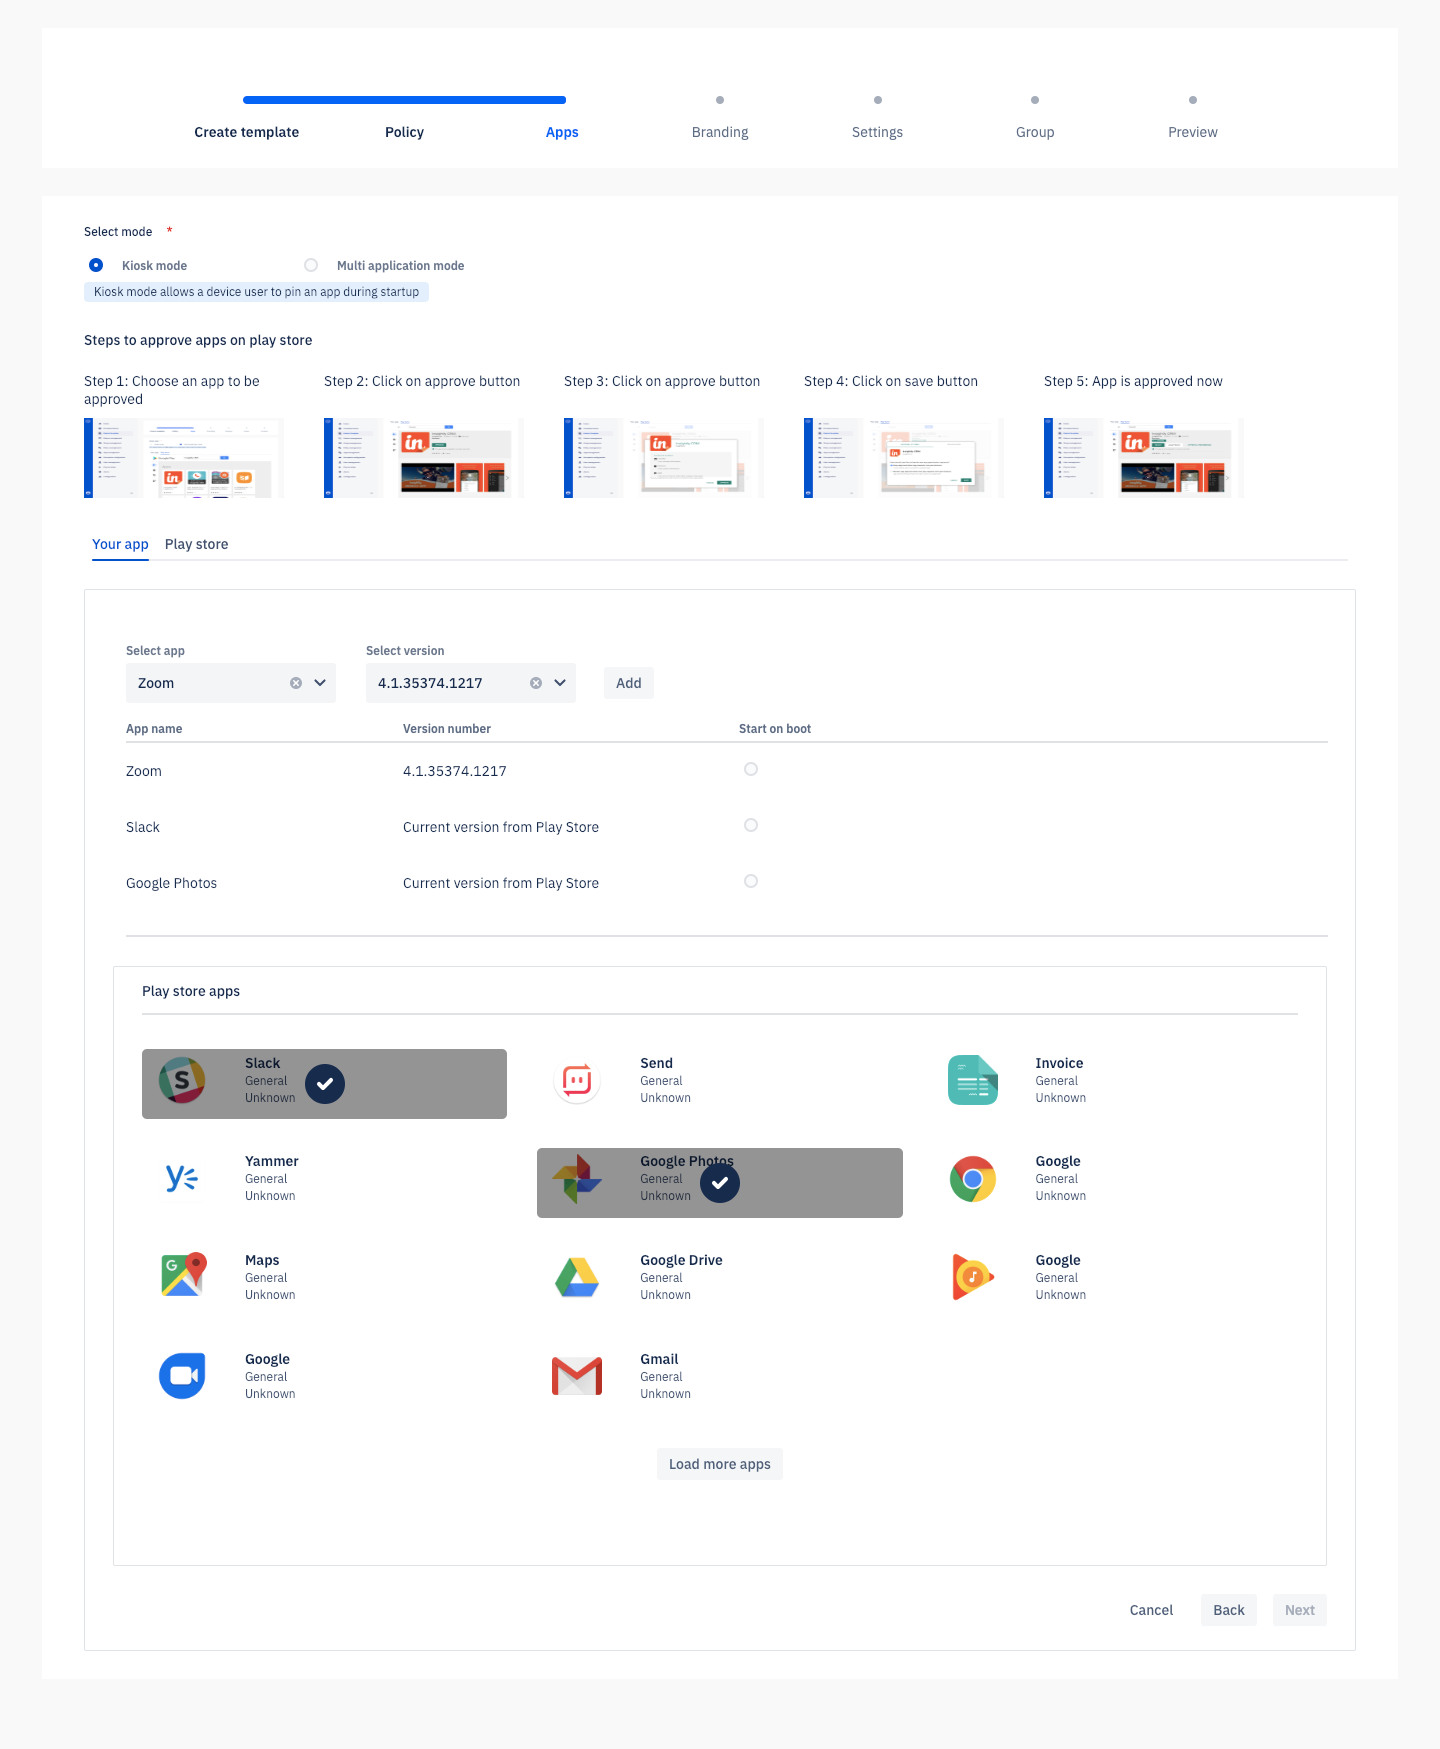 Create template
Policy
Apps
Branding
Settings
Group
Preview
Select mode *
Kiosk mode
Multi application mode
Kiosk mode allows a device user to pin an app during startup
Steps to approve apps on play store
Step 1: Choose an app to be
approved
Step 2: Click on approve button
Step 3: Click on approve button
Step 4: Click on save button
Step 5: App is approved now
in
in
in
in
in
Your app
Play store
Select app
Select version
Zoom
4.1.35374.1217
Add
App name
Version number
Start on boot
Zoom
4.1.35374.1217
Slack
Current version from Play Store
Google Photos
Current version from Play Store
Play store apps
S
Slack
General
Unknown
Send
General
Unknown
Invoice
General
Unknown
Yammer
General
Unknown
Google Photos
General
Unknown
Google
General
Unknown
G
Maps
General
Unknown
Google Drive
General
Unknown
Google
General
Unknown
Google
General
Unknown
Gmail
General
Unknown
Load more apps
Cancel
Back
Next